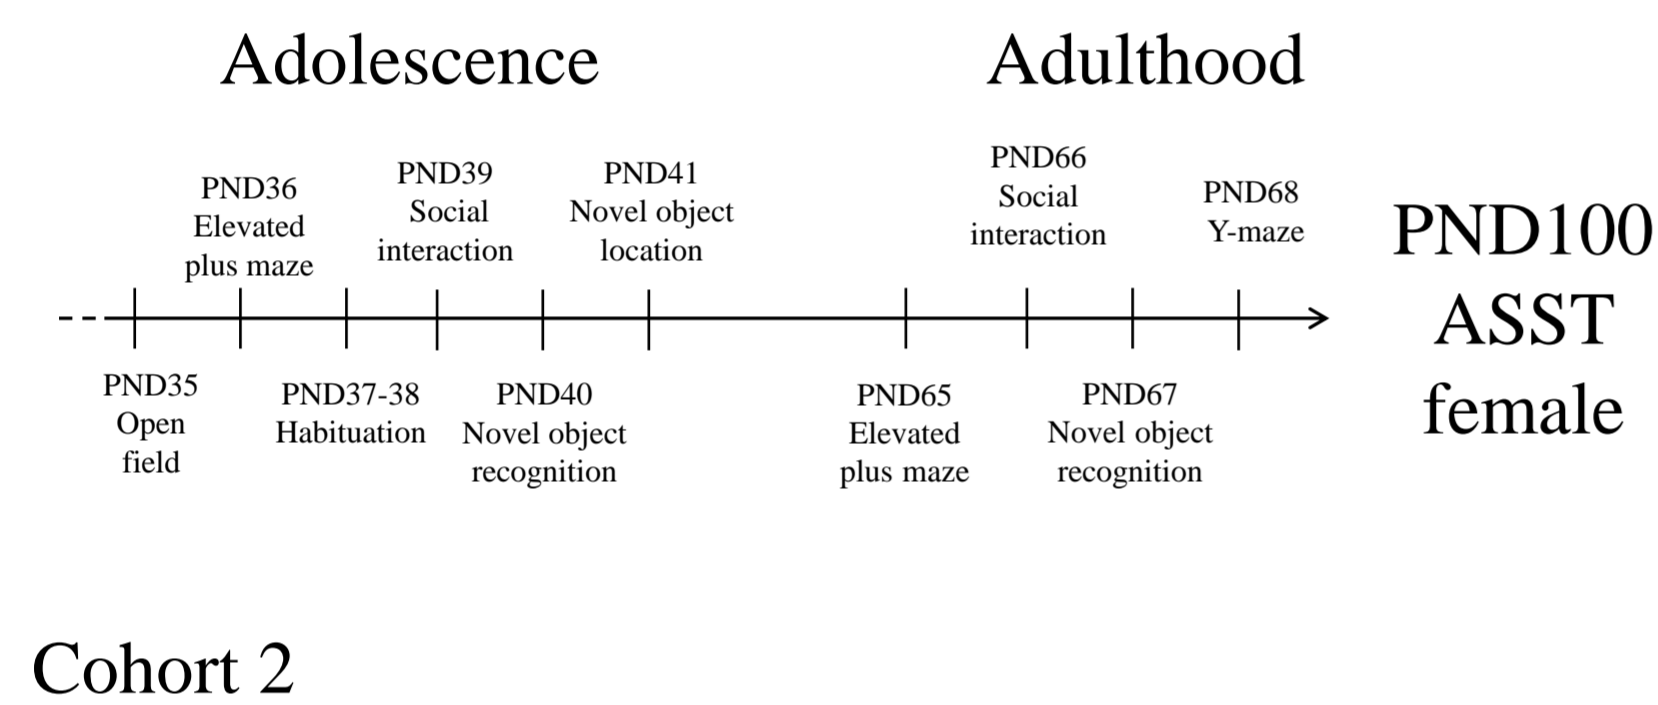 Adolescence
Adulthood
PND36
Elevated
plus maze
PND39
Social
interaction
PND41
Novel object
location
PND66
Social
interaction
PND68
Y-maze
PND35
Open
field
PND37-38
Habituation
PND40
Novel object
recognition
PND65
Elevated
plus maze
PND67
Novel object
recognition
PND100
ASST
female
Cohort 2